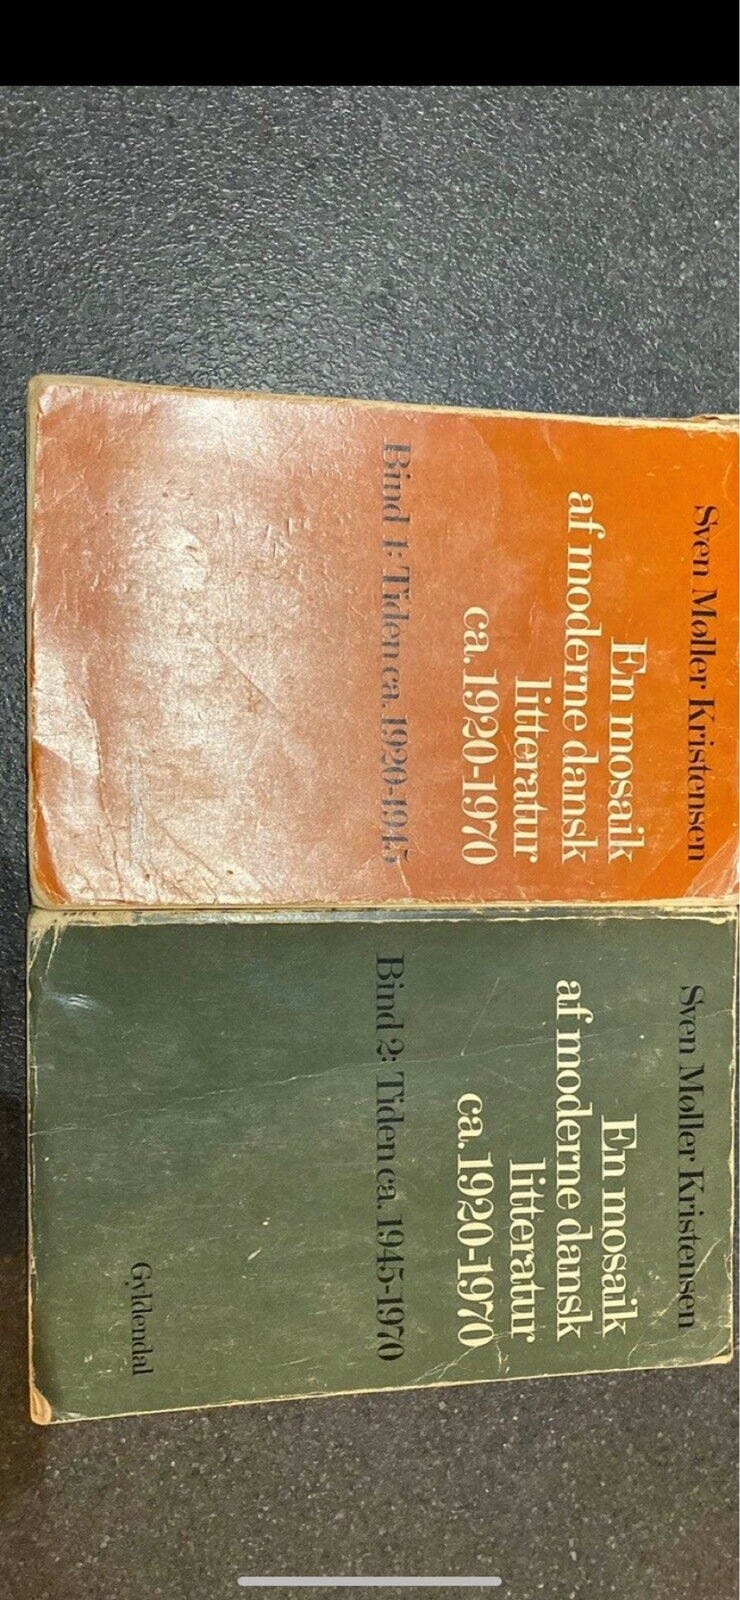 Sven Møller Kristensen
En mosaik
af moderne dansk
litteratur
ca. 1920-1970
Bind 1: Tiden ca. 1920-1945
Sven Møller Kristensen
En mosaik
af moderne dansk
litteratur
ca. 1920-1970
Bind 2: Tiden ca. 1945-1970
Gyldendal